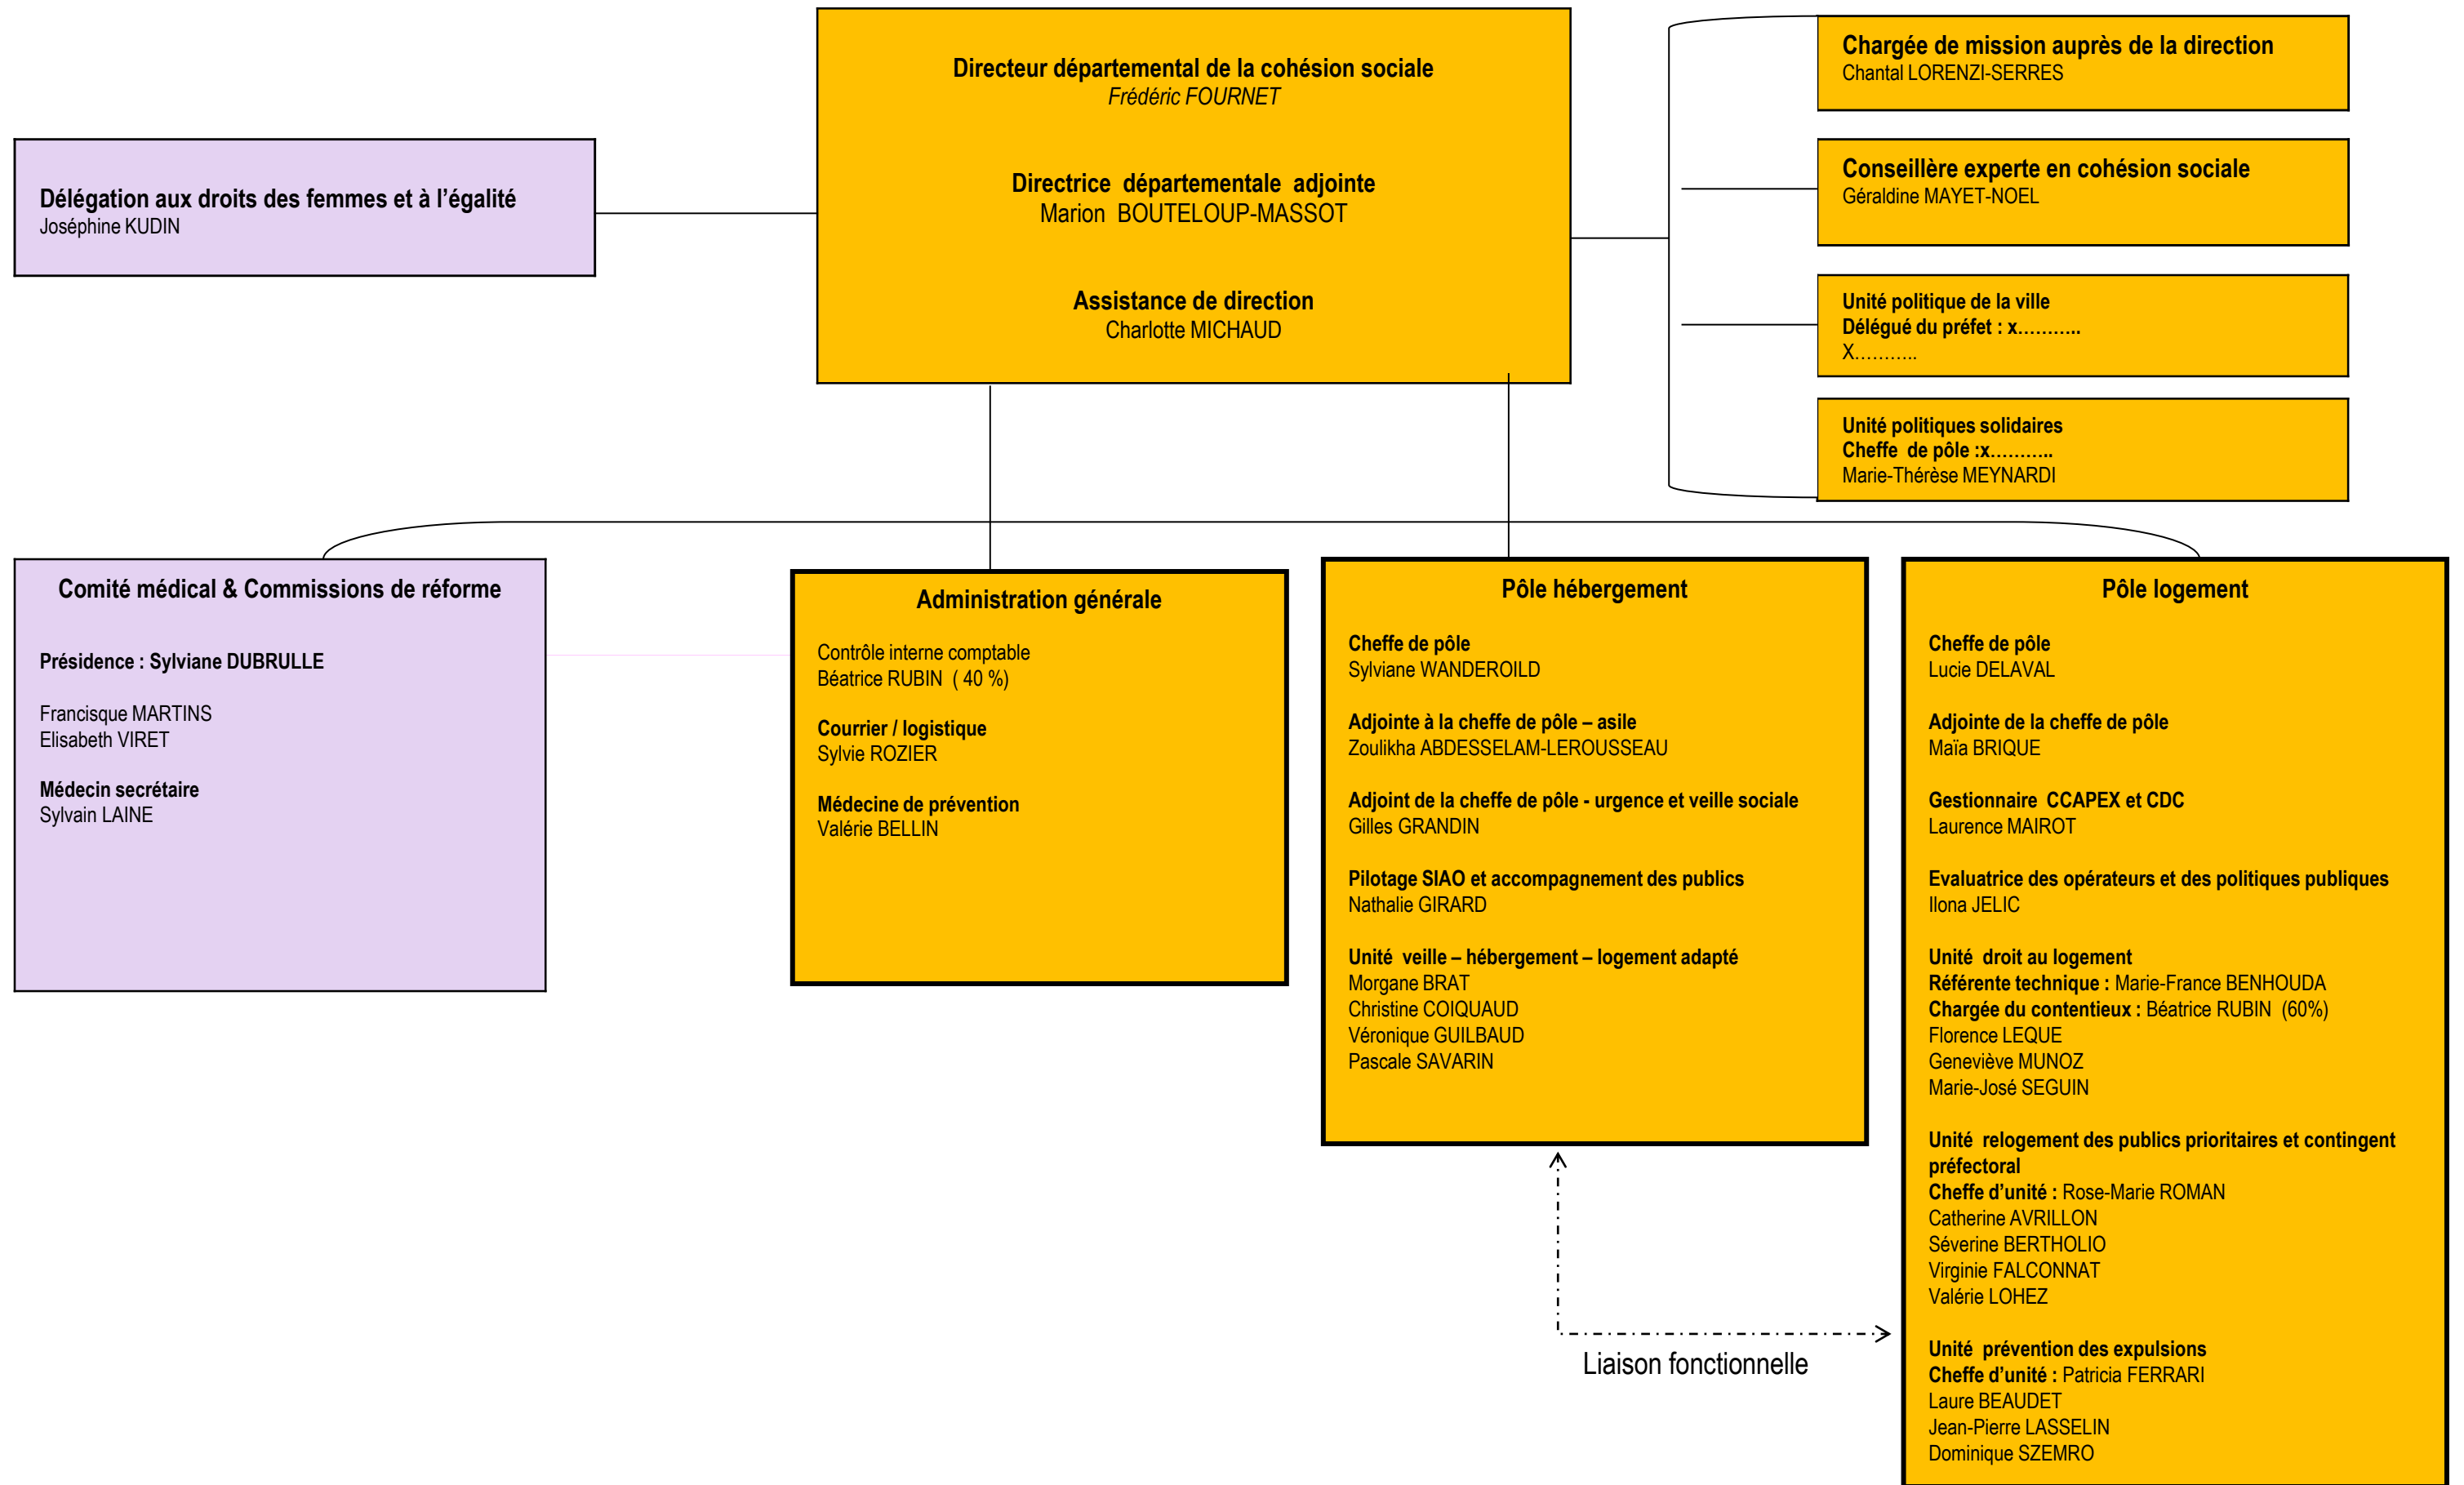 Directeur départemental de la cohésion sociale
Frédéric FOURNET
Directrice départementale adjointe
Marion BOUTELOUP-MASSOT
Assistance de direction
Charlotte MICHAUD
Délégation aux droits des femmes et à l’égalité
Joséphine KUDIN
Chargée de mission auprès de la direction
Chantal LORENZI-SERRES
Conseillère experte en cohésion sociale
Géraldine MAYET-NOEL
Unité politique de la ville
Délégué du préfet : x………..
X………..
Unité politiques solidaires
Cheffe de pôle :x………..
Marie-Thérèse MEYNARDI
Comité médical & Commissions de réforme
Présidence : Sylviane DUBRULLE
Francisque MARTINS
Elisabeth VIRET
Médecin secrétaire
Sylvain LAINE
Administration générale
Contrôle interne comptable
Béatrice RUBIN ( 40 %)
Courrier / logistique
Sylvie ROZIER
Médecine de prévention
Valérie BELLIN
Pôle hébergement
Cheffe de pôle
Sylviane WANDEROILD
Adjointe à la cheffe de pôle – asile
Zoulikha ABDESSELAM-LEROUSSEAU
Adjoint de la cheffe de pôle - urgence et veille sociale
Gilles GRANDIN
Pilotage SIAO et accompagnement des publics
Nathalie GIRARD
Unité veille – hébergement – logement adapté
Morgane BRAT
Christine COIQUAUD
Véronique GUILBAUD
Pascale SAVARIN
Pôle logement
Cheffe de pôle
Lucie DELAVAL
Adjointe de la cheffe de pôle
Maïa BRIQUE
Gestionnaire CCAPEX et CDC
Laurence MAIROT
Evaluatrice des opérateurs et des politiques publiques
Ilona JELIC
Unité droit au logement
Référente technique : Marie-France BENHOUDA
Chargée du contentieux : Béatrice RUBIN (60%)
Florence LEQUE
Geneviève MUNOZ
Marie-José SEGUIN
Unité relogement des publics prioritaires et contingent
préfectoral
Cheffe d’unité : Rose-Marie ROMAN
Catherine AVRILLON
Séverine BERTHOLIO
Virginie FALCONNAT
Valérie LOHEZ
Unité prévention des expulsions
Cheffe d’unité : Patricia FERRARI
Laure BEAUDET
Jean-Pierre LASSELIN
Dominique SZEMRO
Liaison fonctionnelle